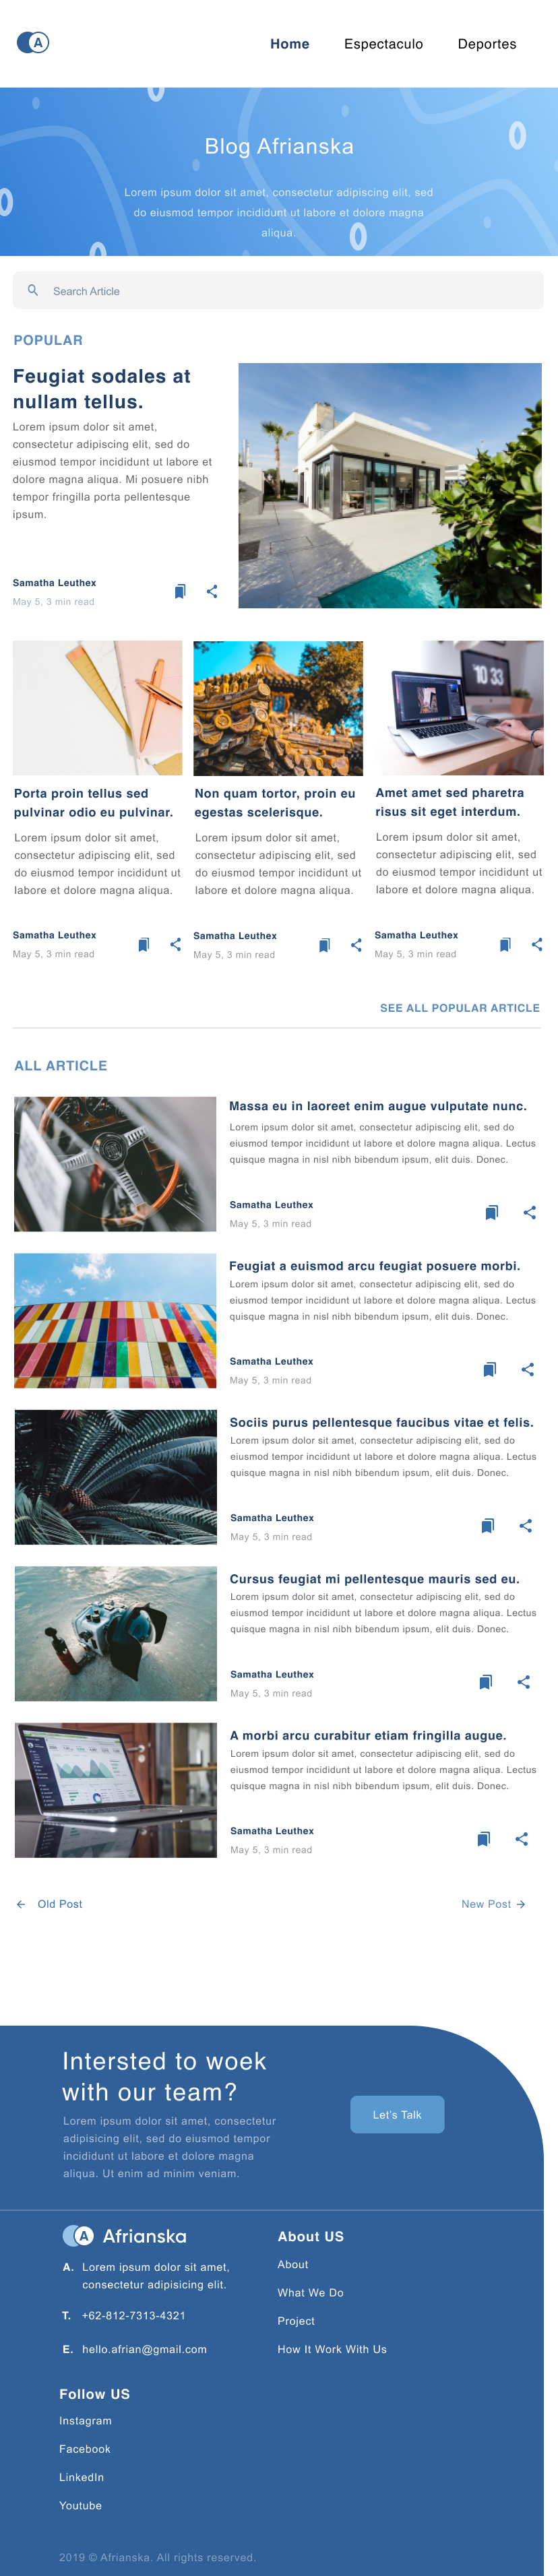 A
Home Espectaculo Deportes
Blog Afrianska
Lorem ipsum dolor sit amet, consectetur adipiscing elit, sed
do eiusmod tempor incididunt ut labore et dolore magna
aliqua.
Search Article
POPULAR
Feugiat sodales at
nullam tellus.
Lorem ipsum dolor sit amet,
consectetur adipiscing elit, sed do
eiusmod tempor incididunt ut labore et
dolore magna aliqua. Mi posuere nibh
tempor fringilla porta pellentesque
ipsum.
Samatha Leuthex
May 5, 3 min read
10 33
Porta proin tellus sed
pulvinar odio eu pulvinar.
Lorem ipsum dolor sit amet,
consectetur adipiscing elit, sed
do eiusmod tempor incididunt ut
labore et dolore magna aliqua.
Samatha Leuthex
May 5, 3 min read
Non quam tortor, proin eu
egestas scelerisque.
Lorem ipsum dolor sit amet,
consectetur adipiscing elit, sed
do eiusmod tempor incididunt ut
labore et dolore magna aliqua.
Samatha Leuthex
May 5, 3 min read
Amet amet sed pharetra
risus sit eget interdum.
Lorem ipsum dolor sit amet,
consectetur adipiscing elit, sed
do eiusmod tempor incididunt ut
labore et dolore magna aliqua.
Samatha Leuthex
May 5, 3 min read
SEE ALL POPULAR ARTICLE
ALL ARTICLE
Massa eu in laoreet enim augue vulputate nunc.
Lorem ipsum dolor sit amet, consectetur adipiscing elit, sed do
eiusmod tempor incididunt ut labore et dolore magna aliqua. Lectus
quisque magna in nisl nibh bibendum ipsum, elit duis. Donec.
Samatha Leuthex
May 5, 3 min read
Feugiat a euismod arcu feugiat posuere morbi.
Lorem ipsum dolor sit amet, consectetur adipiscing elit, sed do
eiusmod tempor incididunt ut labore et dolore magna aliqua. Lectus
quisque magna in nisl nibh bibendum ipsum, elit duis. Donec.
Samatha Leuthex
May 5, 3 min read
Sociis purus pellentesque faucibus vitae et felis.
Lorem ipsum dolor sit amet, consectetur adipiscing elit, sed do
eiusmod tempor incididunt ut labore et dolore magna aliqua. Lectus
quisque magna in nisl nibh bibendum ipsum, elit duis. Donec.
Samatha Leuthex
May 5, 3 min read
Cursus feugiat mi pellentesque mauris sed eu.
Lorem ipsum dolor sit amet, consectetur adipiscing elit, sed do
eiusmod tempor incididunt ut labore et dolore magna aliqua. Lectus
quisque magna in nisl nibh bibendum ipsum, elit duis. Donec.
Samatha Leuthex
May 5, 3 min read
A morbi arcu curabitur etiam fringilla augue.
Lorem ipsum dolor sit amet, consectetur adipiscing elit, sed do
eiusmod tempor incididunt ut labore et dolore magna aliqua. Lectus
quisque magna in nisl nibh bibendum ipsum, elit duis. Donec.
Samatha Leuthex
May 5, 3 min read
Old Post
New Post
Intersted to week
with our team?
Lorem ipsum dolor sit amet, consectetur
adipisicing elit, sed do eiusmod tempor
incididunt ut labore et dolore magna
aliqua. Ut enim ad minim veniam.
Let's Talk
A Afrianska
A. Lorem ipsum dolor sit amet,
consectetur adipisicing elit.
T. +62-812-7313-4321
E. hello.afrian@gmail.com
About US
About
What We Do
Project
How It Work With Us
Follow US
Instagram
Facebook
LinkedIn
Youtube
2019 © Afrianska. All rights reserved.